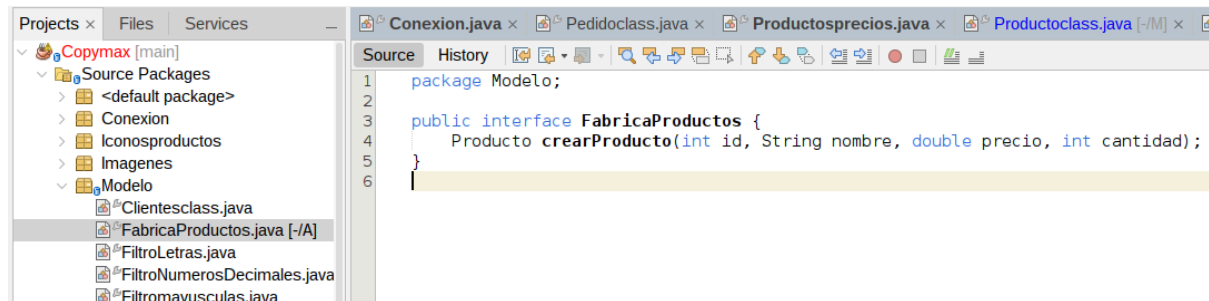 Projects × Files Services
Conexion.java × Pedidoclass.java × Productosprecios.java × Productoclass.java [-/M] ×
Copymax [main]
Source History
Source Packages
<default package>
Conexion
Iconosproductos
Imagenes
Modelo
Clientesclass.java
FabricaProductos.java [-/A]
FiltroLetras.java
FiltroNumerosDecimales.java
Filtromayusculas.java
1 package Modelo;
2
3 public interface FabricaProductos {
4 Producto crearProducto(int id, String nombre, double precio, int cantidad);
5 }
6